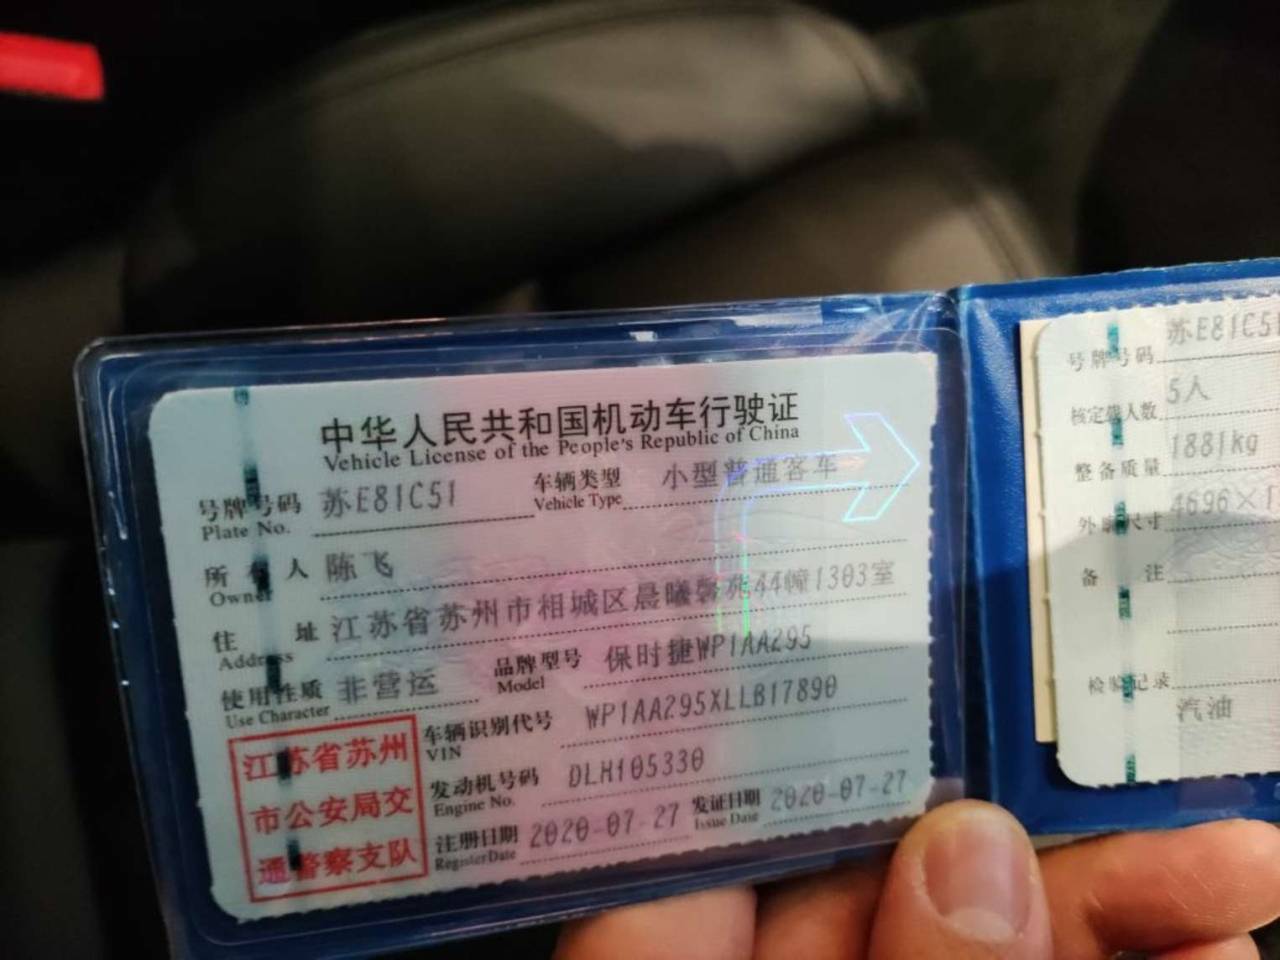 中华人民共和国机动车行驶证
Vehicle License of the People's Republic of China
号牌号码 苏E81C51 车辆类型 小型普通客车
Plate No. Vehicle Type
所有人 陈飞
Owner
住址 江苏省苏州市相城区晨曦馨苑44幢1303室
Address
使用性质 非营运 品牌型号 保时捷WP1AA295
Use Character Model
车辆识别代号 WP1AA295XLLB17890
VIN
发动机号码 DLH105330
Engine No.
注册日期 2020-07-27 发证日期 2020-07-27
Register Date Issue Date
江苏省苏州
市公安局交
通警察支队
号牌号码 苏E81C51
核定载人数 5人
整备质量 1881kg
外廓尺寸 4696×1
备注
检验记录
汽油